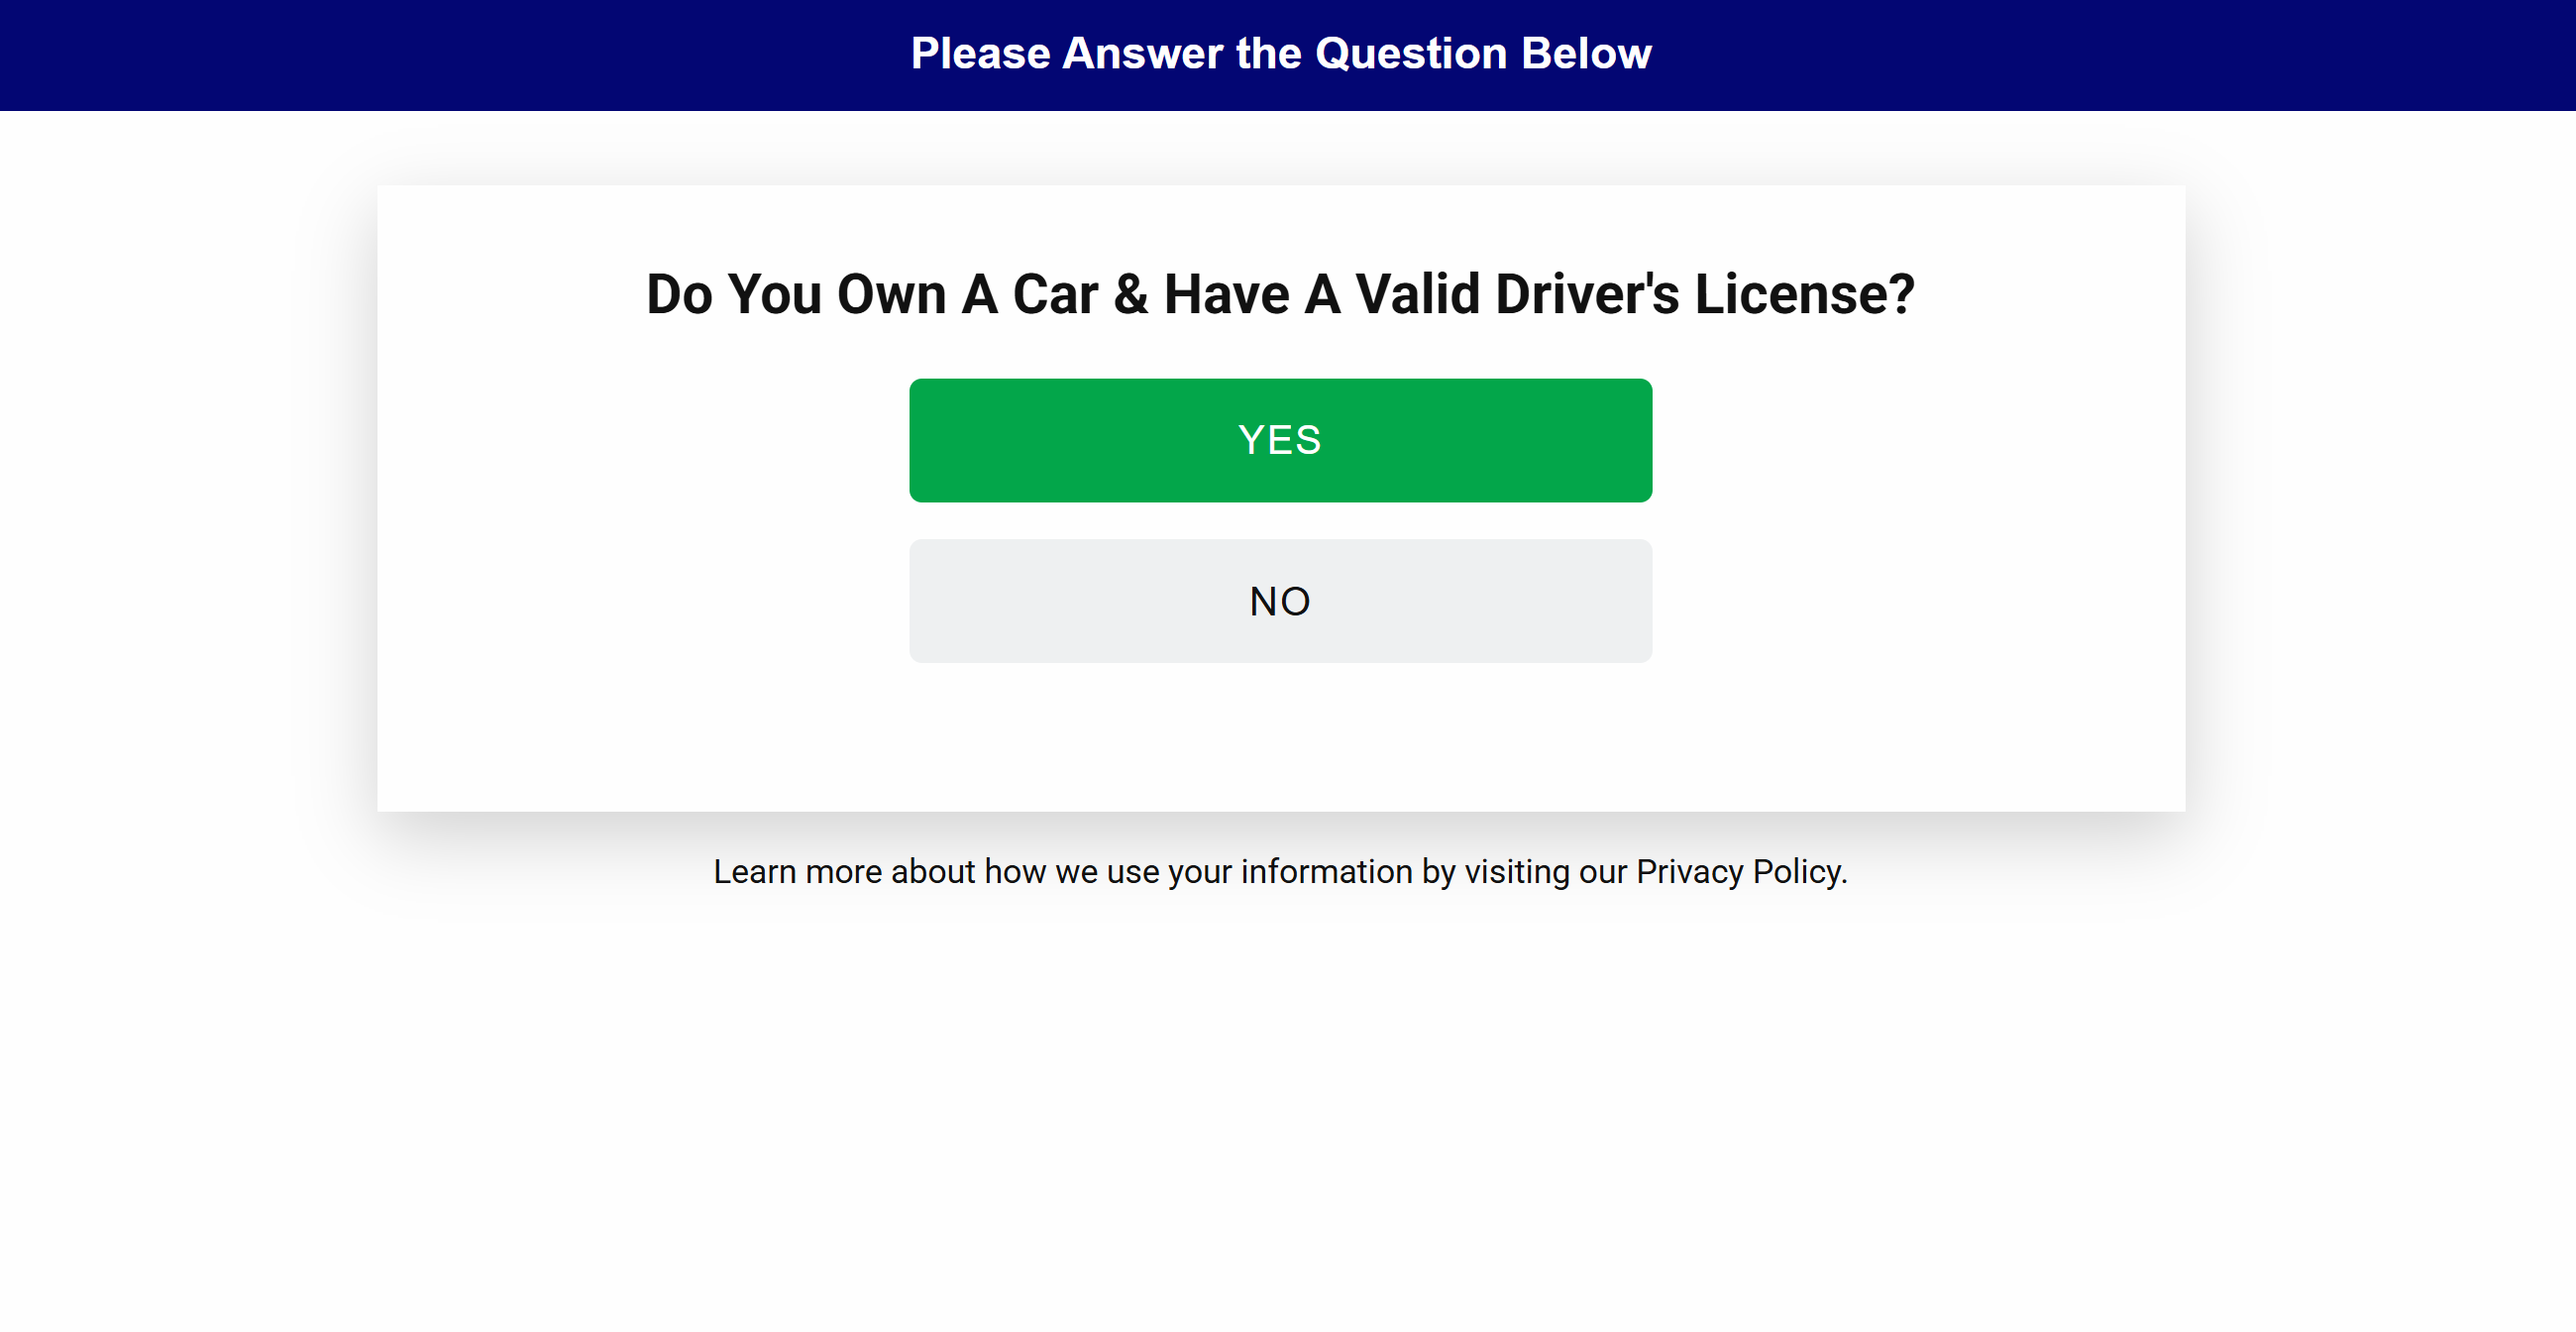 Please Answer the Question Below
Do You Own A Car & Have A Valid Driver's License?
YES
NO
Learn more about how we use your information by visiting our Privacy Policy.